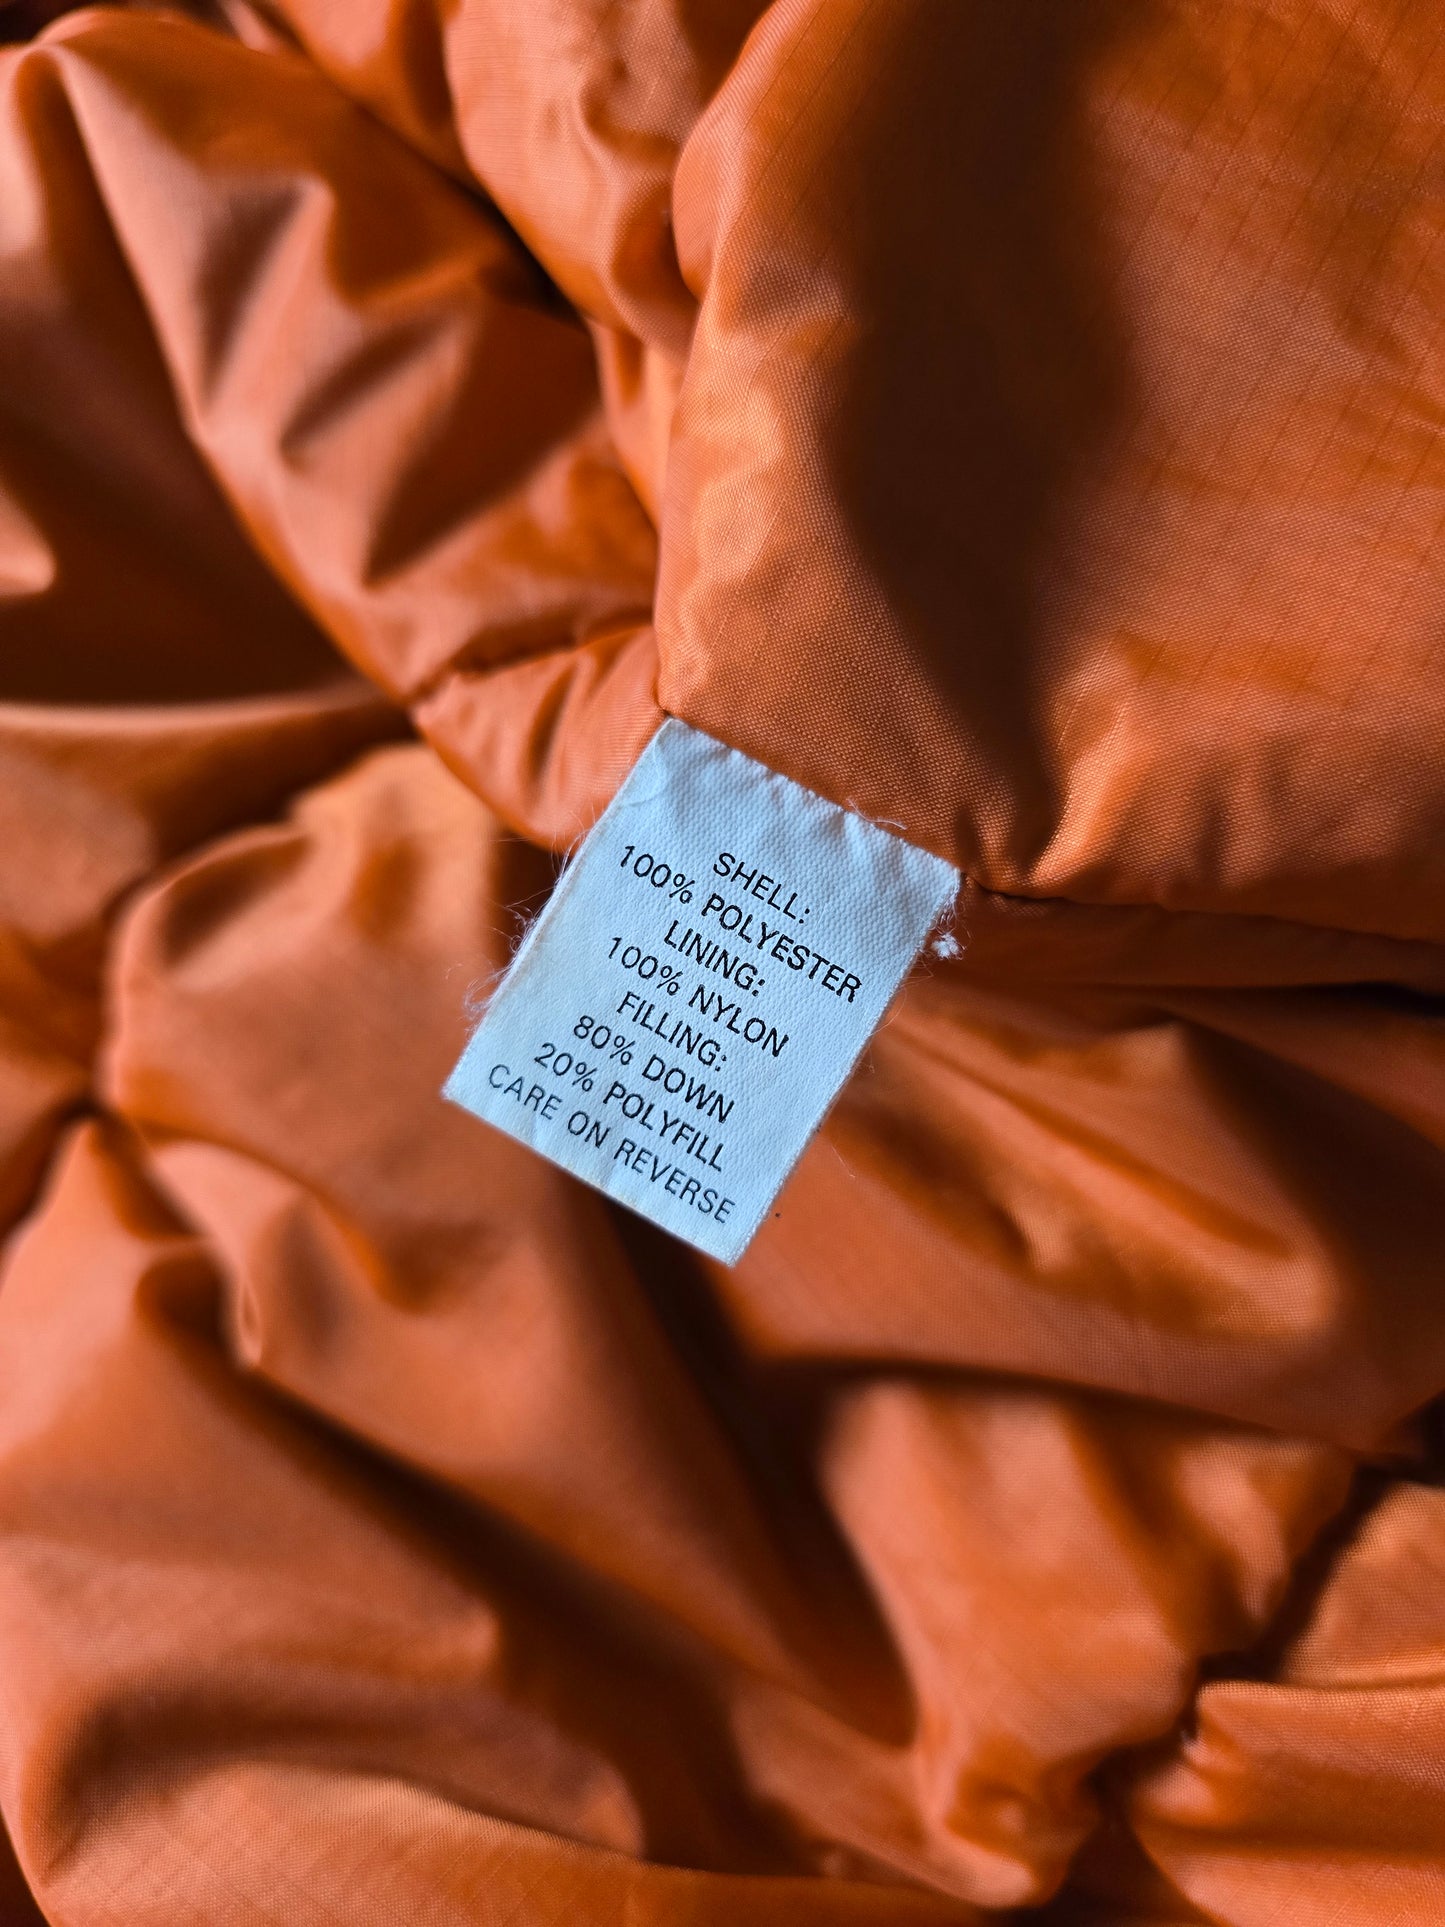 SHELL:
100% POLYESTER
LINING:
100% NYLON
FILLING:
80% DOWN
20% POLYFILL
CARE ON REVERSE